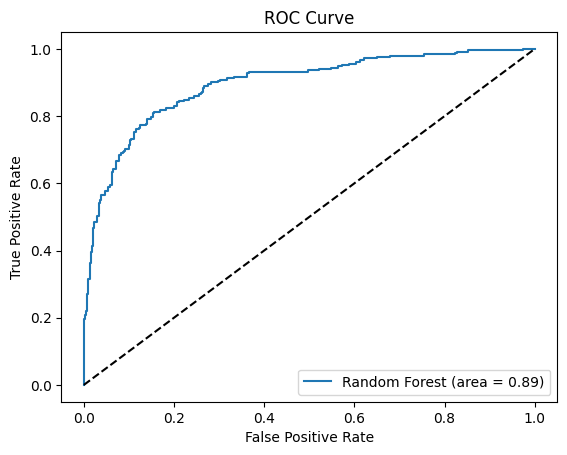 ROC Curve
True Positive Rate
1.0
0.8
0.6
0.4
0.2
0.0
Random Forest (area = 0.89)
0.0 0.2 0.4 0.6 0.8 1.0
False Positive Rate